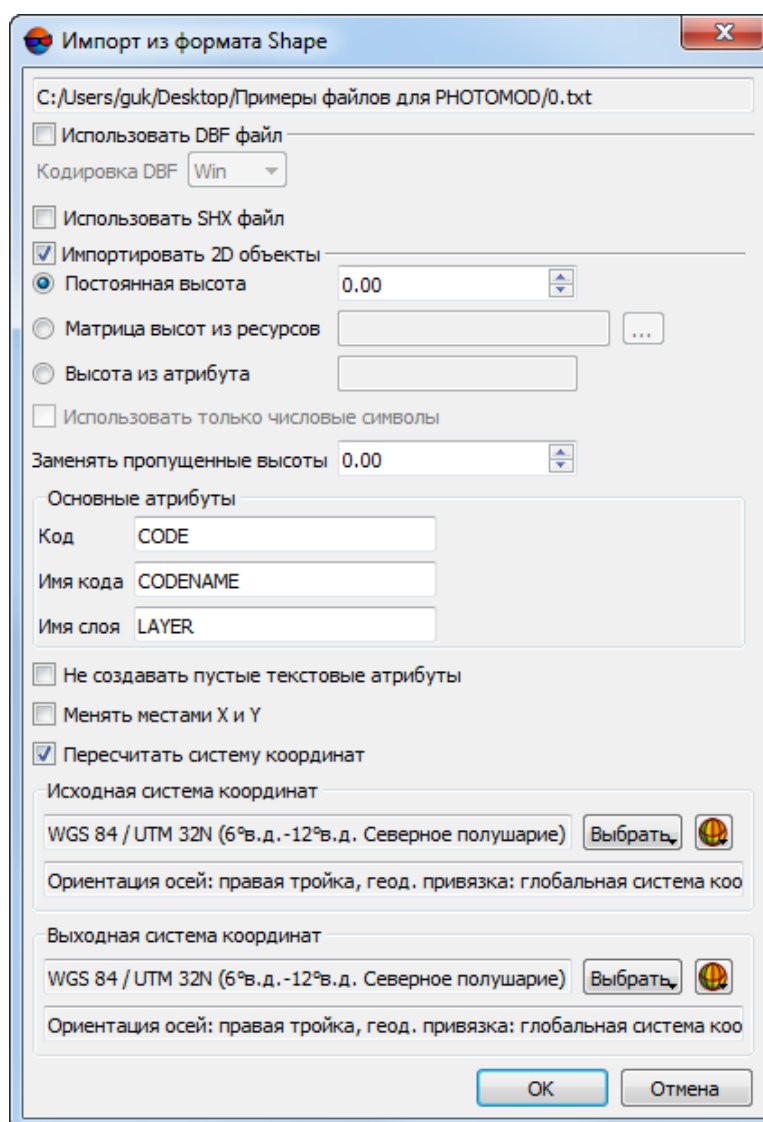 Импорт из формата Shape
C:/Users/guk/Desktop/Примеры файлов для PHOTOMOD/0.txt
Использовать DBF файл
Кодировка DBF Win
Использовать SHX файл
Импортировать 2D объекты
Постоянная высота 0.00
Матрица высот из ресурсов ...
Высота из атрибута
Использовать только числовые символы
Заменять пропущенные высоты 0.00
Основные атрибуты
Код CODE
Имя кода CODENAME
Имя слоя LAYER
Не создавать пустые текстовые атрибуты
Менять местами X и Y
Пересчитать систему координат
Исходная система координат
WGS 84 / UTM 32N (6°в.д.-12°в.д. Северное полушарие) Выбрать
Ориентация осей: правая тройка, геод. привязка: глобальная система коо
Выходная система координат
WGS 84 / UTM 32N (6°в.д.-12°в.д. Северное полушарие) Выбрать
Ориентация осей: правая тройка, геод. привязка: глобальная система коо
OK Отмена